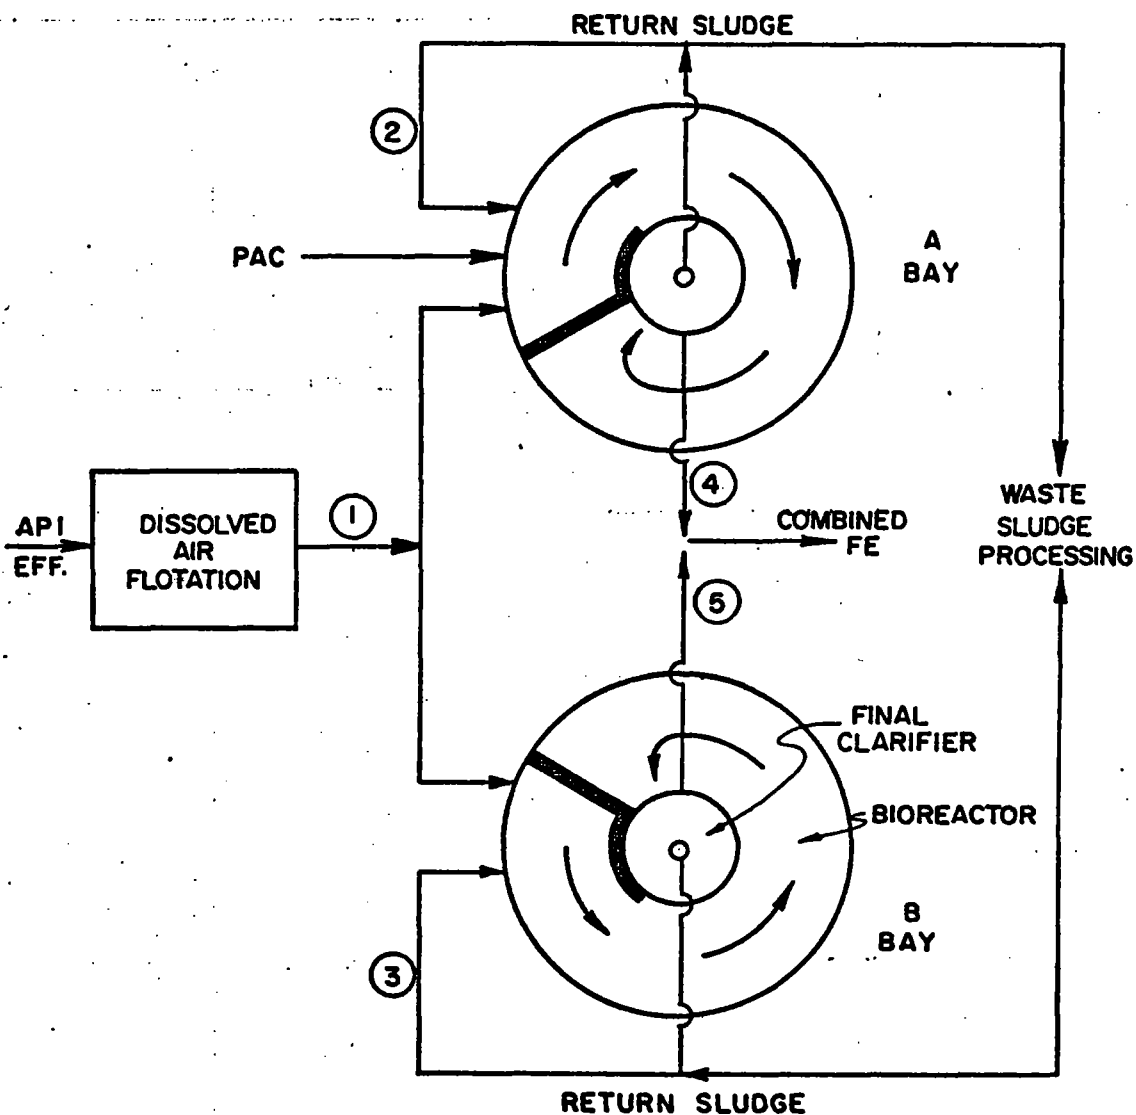 RETURN SLUDGE
2
PAC
A
BAY
API
EFF.
DISSOLVED
AIR
FLOTATION
1
4
COMBINED
FE
WASTE
SLUDGE
PROCESSING
5
FINAL
CLARIFIER
BIOREACTOR
B
BAY
3
RETURN SLUDGE